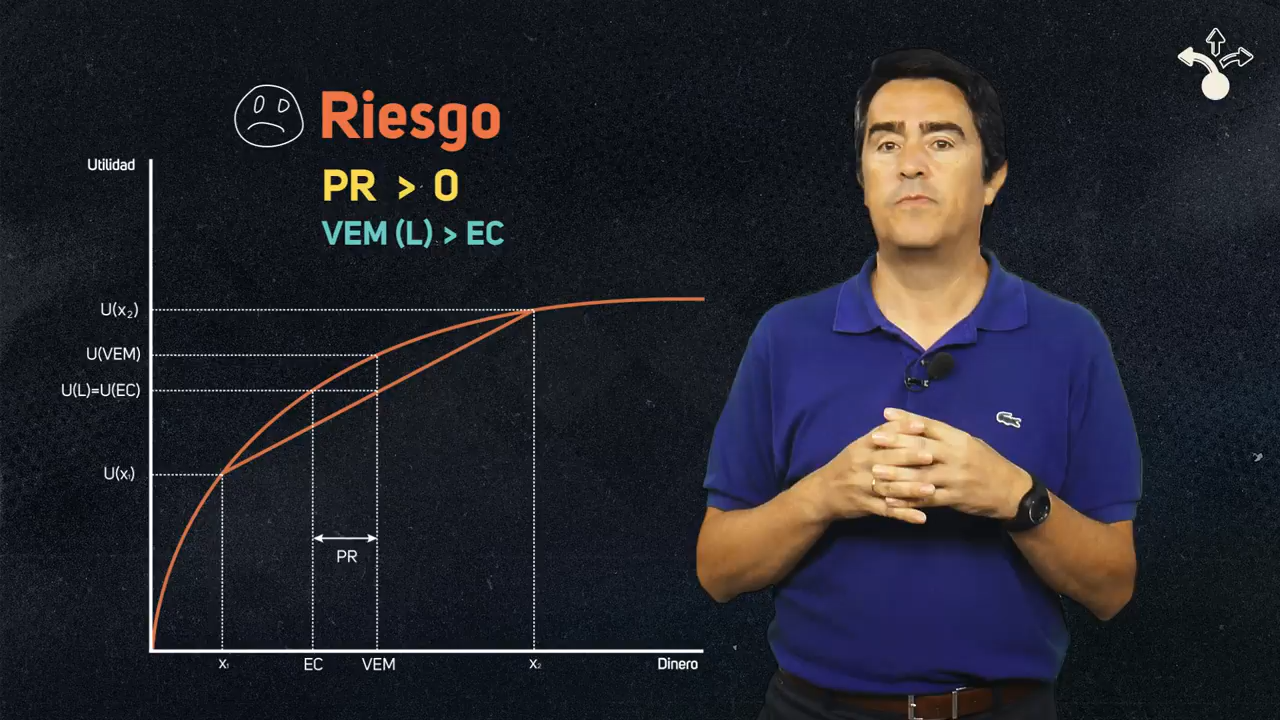 Riesgo
PR > 0
VEM (L) > EC
Utilidad
U(x₂)
U(VEM)
U(L)=U(EC)
U(x₁)
PR
x₁
EC
VEM
x₂
Dinero